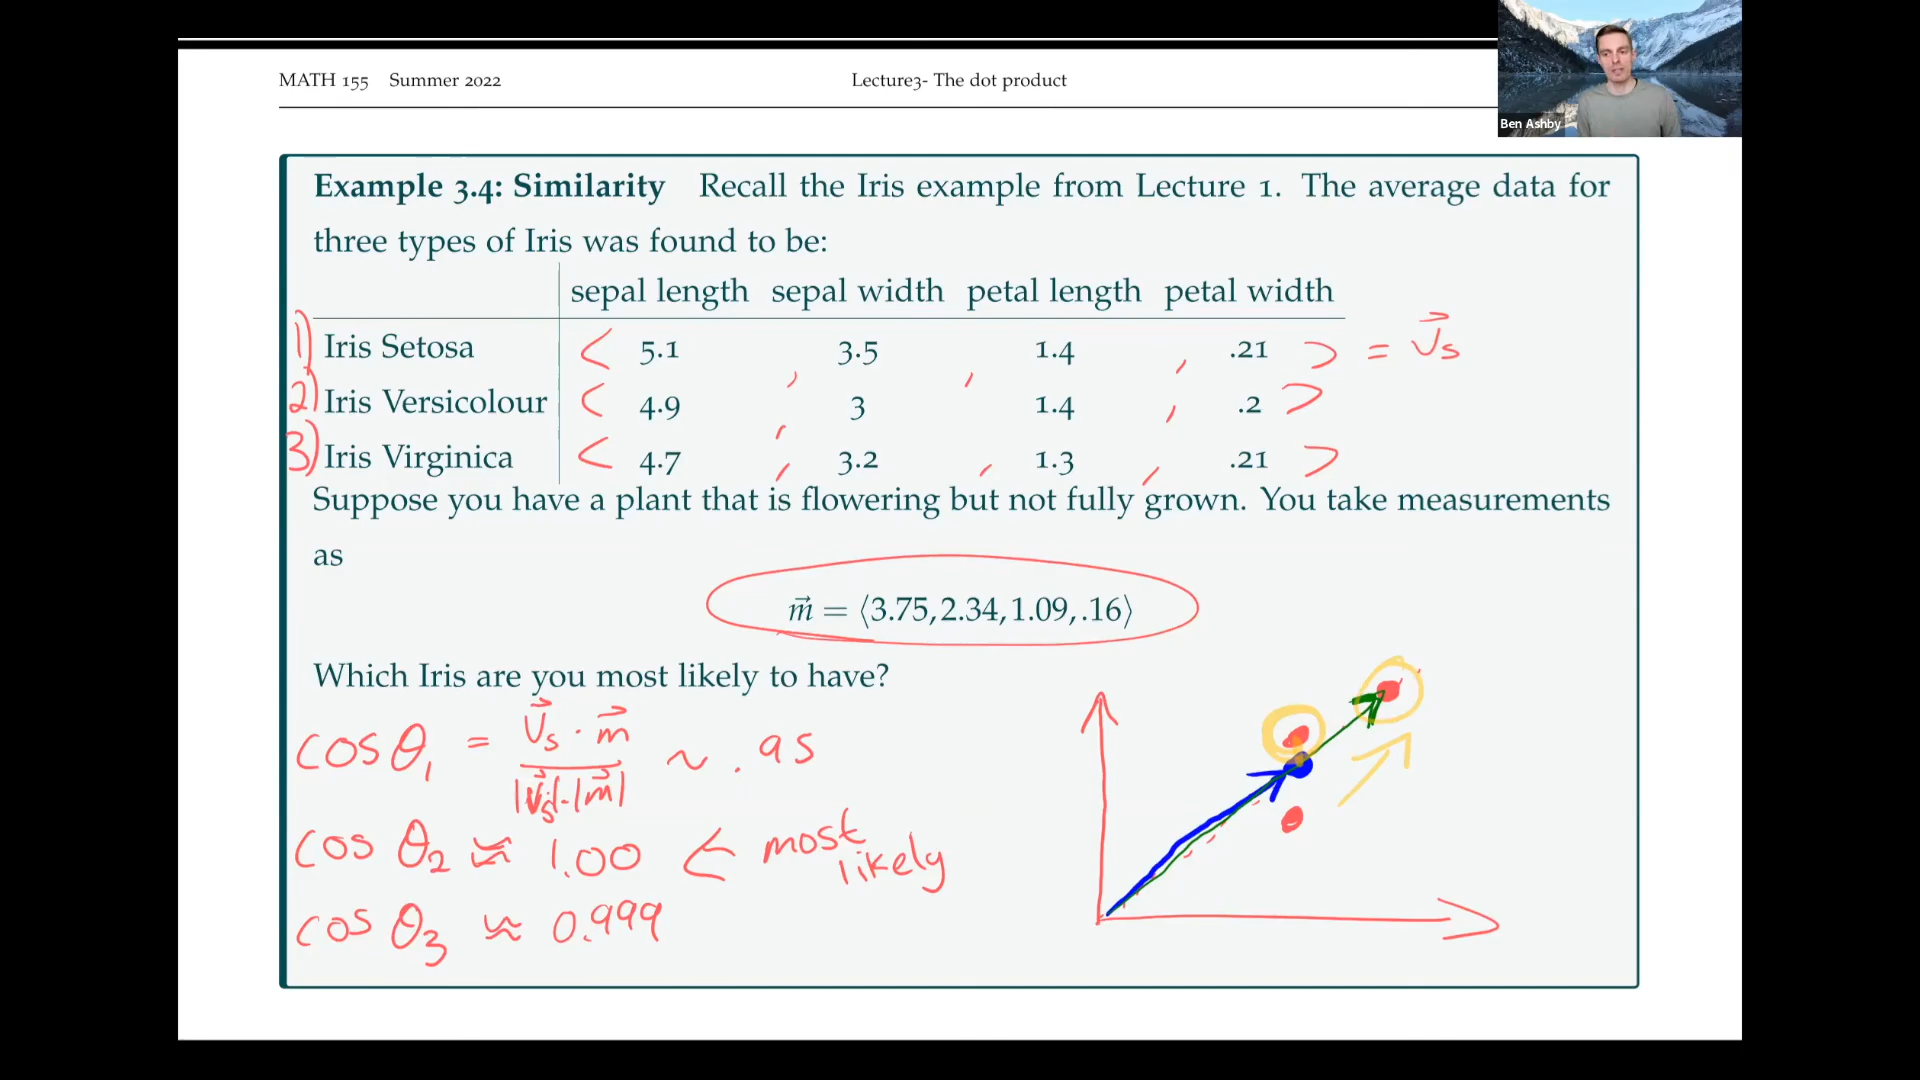 MATH 155 Summer 2022 Lecture3- The dot product
Ben Ashby
Example 3.4: Similarity Recall the Iris example from Lecture 1. The average data for
three types of Iris was found to be:
sepal length sepal width petal length petal width
1) Iris Setosa < 5.1 , 3.5 , 1.4 , .21 > = v⃗s
2) Iris Versicolour < 4.9 , 3 1.4 , .2 >
3) Iris Virginica < 4.7 , 3.2 , 1.3 , .21 >
Suppose you have a plant that is flowering but not fully grown. You take measurements
as
m⃗ = ⟨3.75, 2.34, 1.09, .16⟩
Which Iris are you most likely to have?
cos θ₁ = v⃗s · m⃗ / |v⃗s| · |m⃗| ~ .95
cos θ₂ ≈ 1.00 ← most likely
cos θ₃ ≈ 0.999